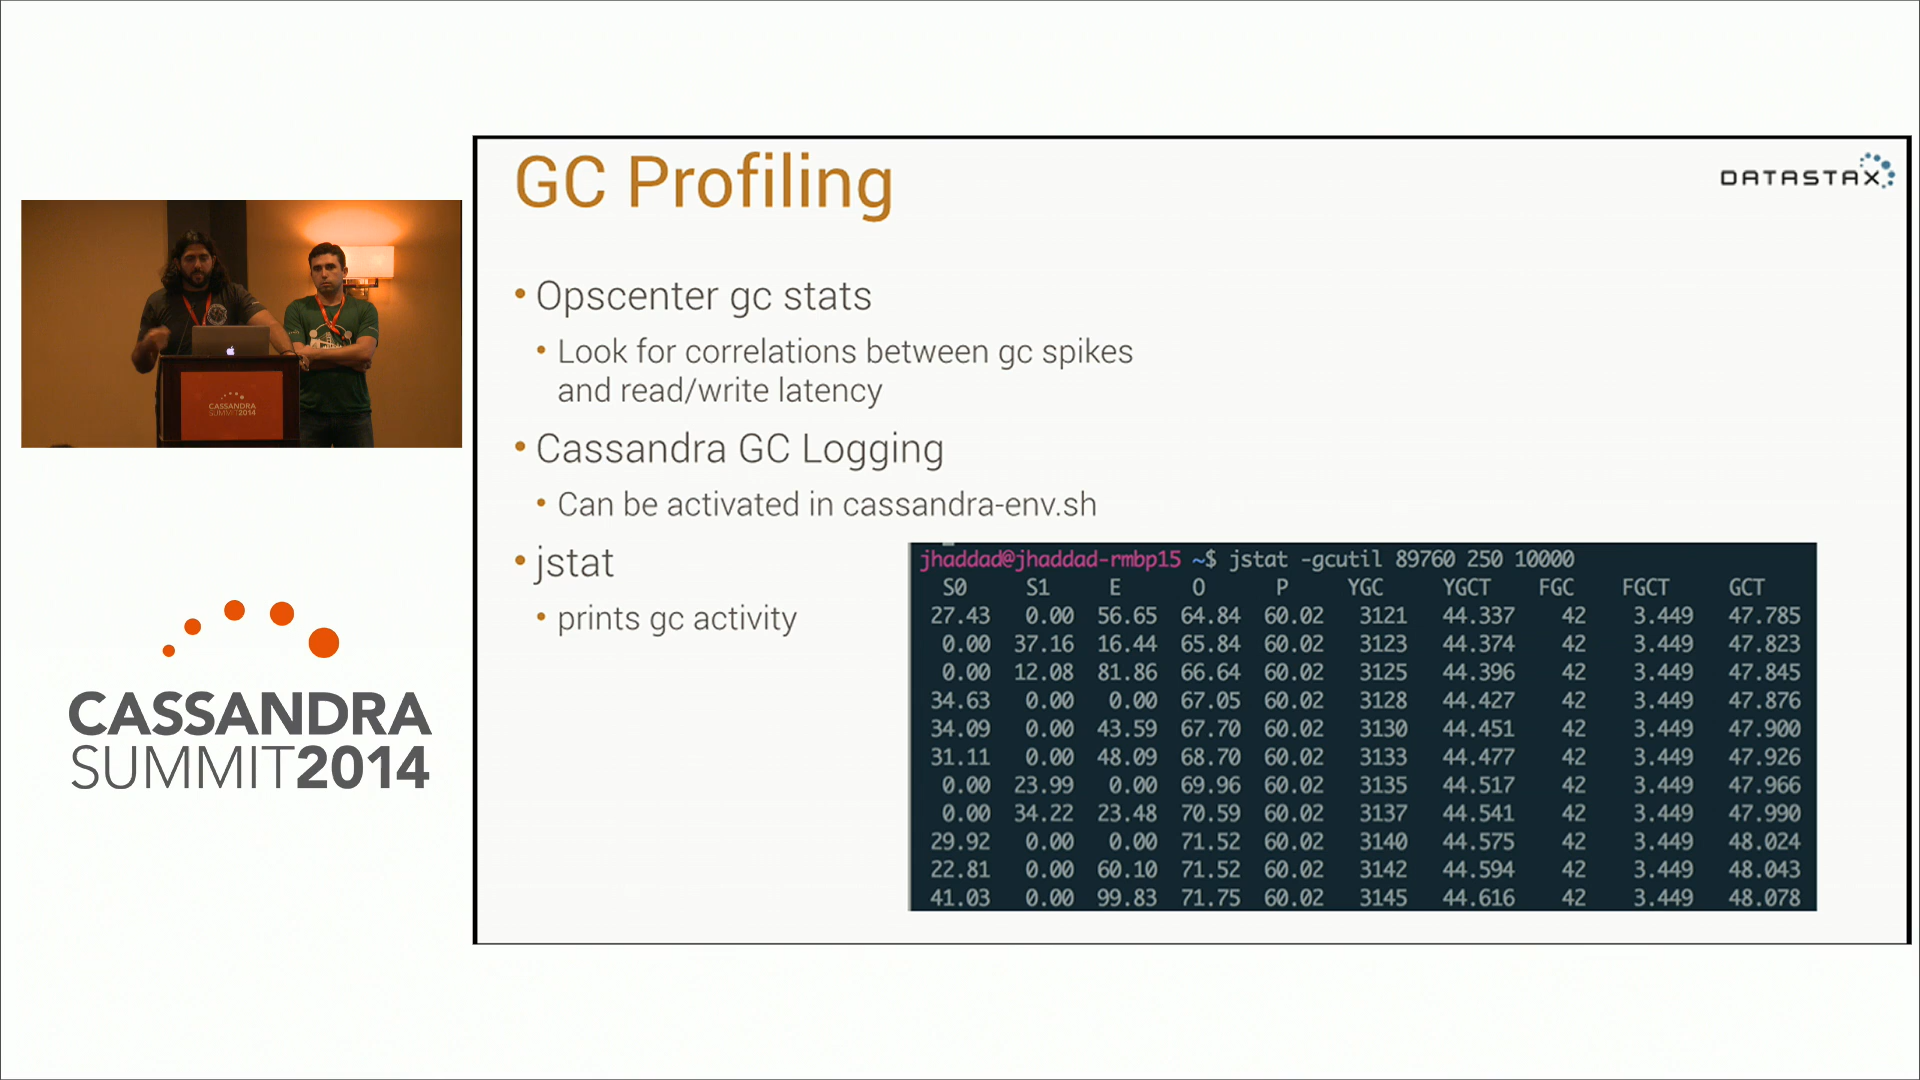 GC Profiling
DATASTAX
• Opscenter gc stats
• Look for correlations between gc spikes
and read/write latency
• Cassandra GC Logging
• Can be activated in cassandra-env.sh
• jstat
• prints gc activity
jhaddad@jhaddad-rmbp15 ~$ jstat -gcutil 89760 250 10000
S0 S1 E O P YGC YGCT FGC FGCT GCT
27.43 0.00 56.65 64.84 60.02 3121 44.337 42 3.449 47.785
0.00 37.16 16.44 65.84 60.02 3123 44.374 42 3.449 47.823
0.00 12.08 81.86 66.64 60.02 3125 44.396 42 3.449 47.845
34.63 0.00 0.00 67.05 60.02 3128 44.427 42 3.449 47.876
34.09 0.00 43.59 67.70 60.02 3130 44.451 42 3.449 47.900
31.11 0.00 48.09 68.70 60.02 3133 44.477 42 3.449 47.926
0.00 23.99 0.00 69.96 60.02 3135 44.517 42 3.449 47.966
0.00 34.22 23.48 70.59 60.02 3137 44.541 42 3.449 47.990
29.92 0.00 0.00 71.52 60.02 3140 44.575 42 3.449 48.024
22.81 0.00 60.10 71.52 60.02 3142 44.594 42 3.449 48.043
41.03 0.00 99.83 71.75 60.02 3145 44.616 42 3.449 48.078
CASSANDRA
SUMMIT2014
CASSANDRA
SUMMIT2014